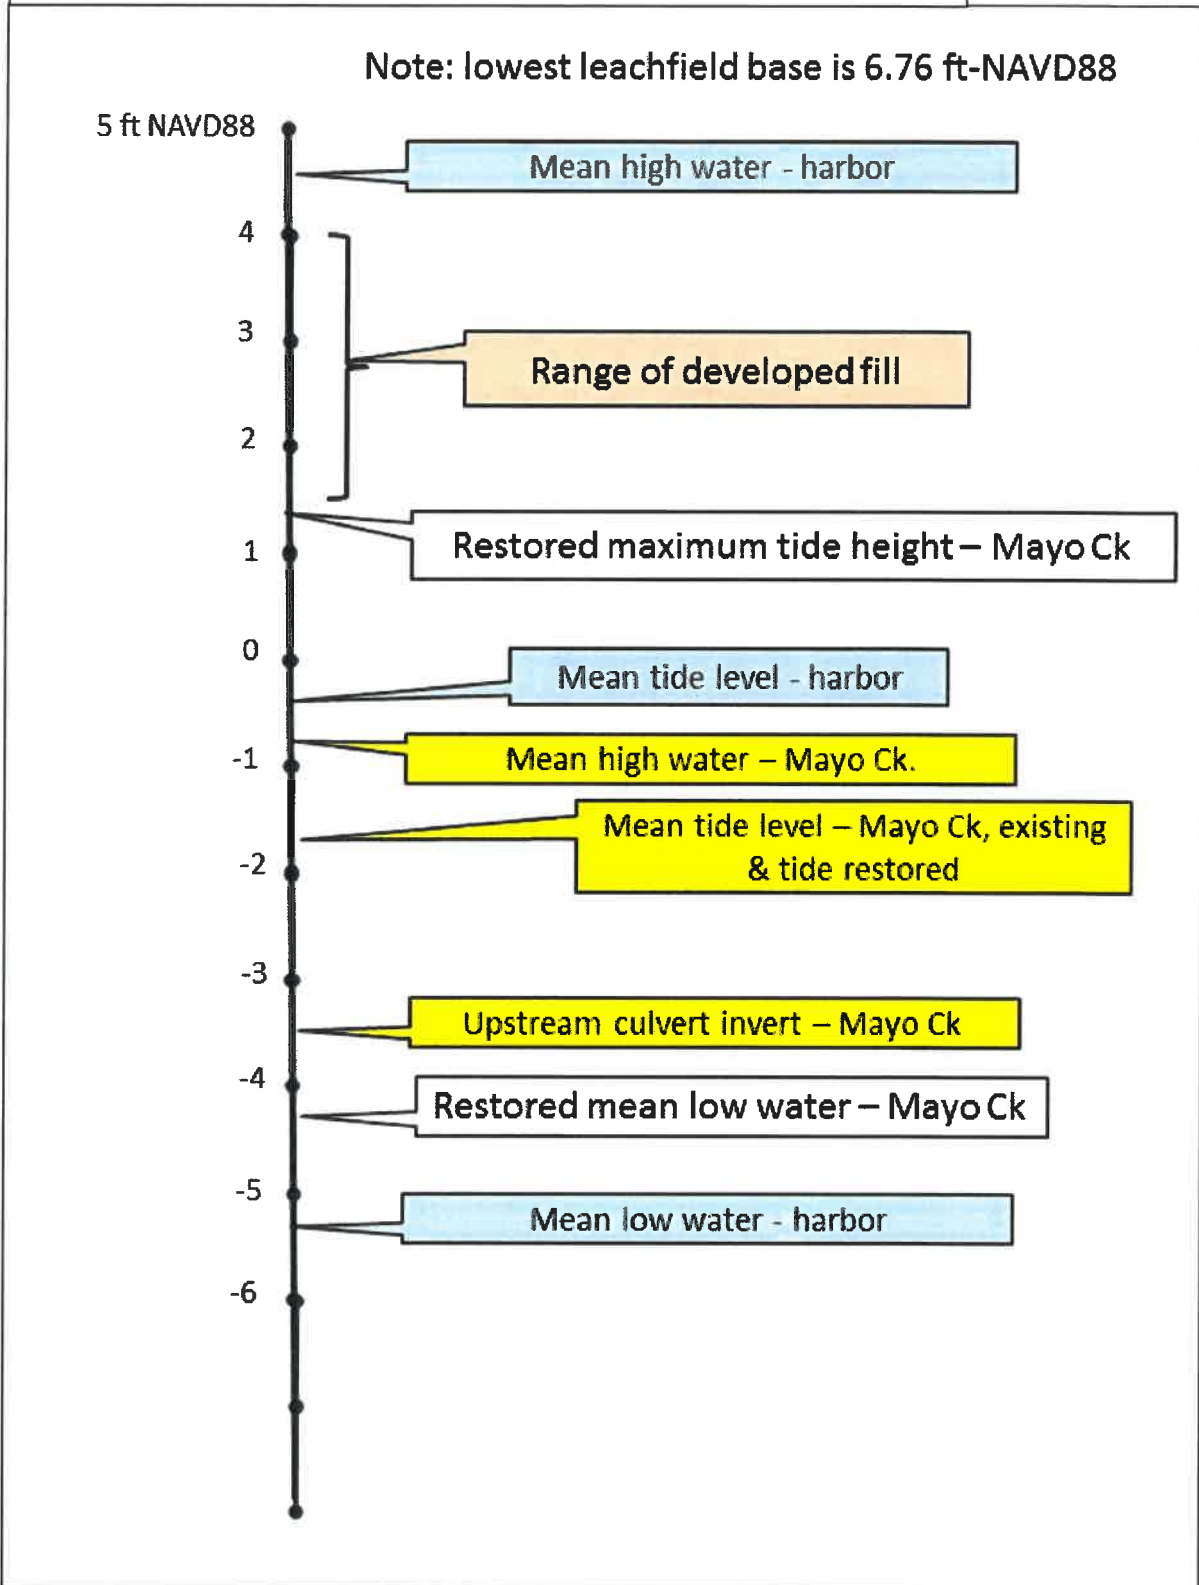 Note: lowest leachfield base is 6.76 ft-NAVD88
5 ft NAVD88
Mean high water - harbor
4
3
Range of developed fill
2
Restored maximum tide height – Mayo Ck
1
0
Mean tide level - harbor
Mean high water – Mayo Ck.
-1
Mean tide level – Mayo Ck, existing
& tide restored
-2
-3
Upstream culvert invert – Mayo Ck
-4
Restored mean low water – Mayo Ck
-5
Mean low water - harbor
-6